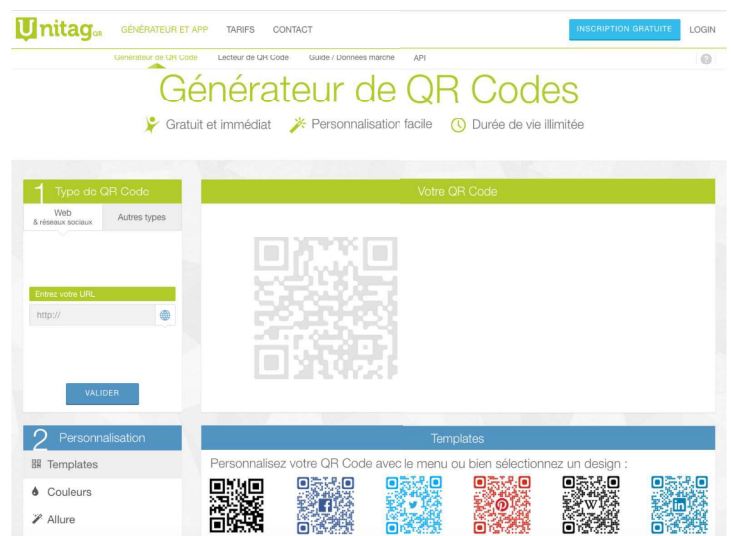 Unitag QR GÉNÉRATEUR ET APP TARIFS CONTACT INSCRIPTION GRATUITE LOGIN
Générateur de QR Code Lecteur de QR Code Guide / Données marché API ?
Générateur de QR Codes
Gratuit et immédiat Personnalisation facile Durée de vie illimitée
1 Type de QR Code
Web
& réseaux sociaux
Autres types
Entrez votre URL
http://
VALIDER
Votre QR Code
2 Personnalisation
Templates
Couleurs
Allure
Templates
Personnalisez votre QR Code avec le menu ou bien sélectionnez un design :
f
W
in